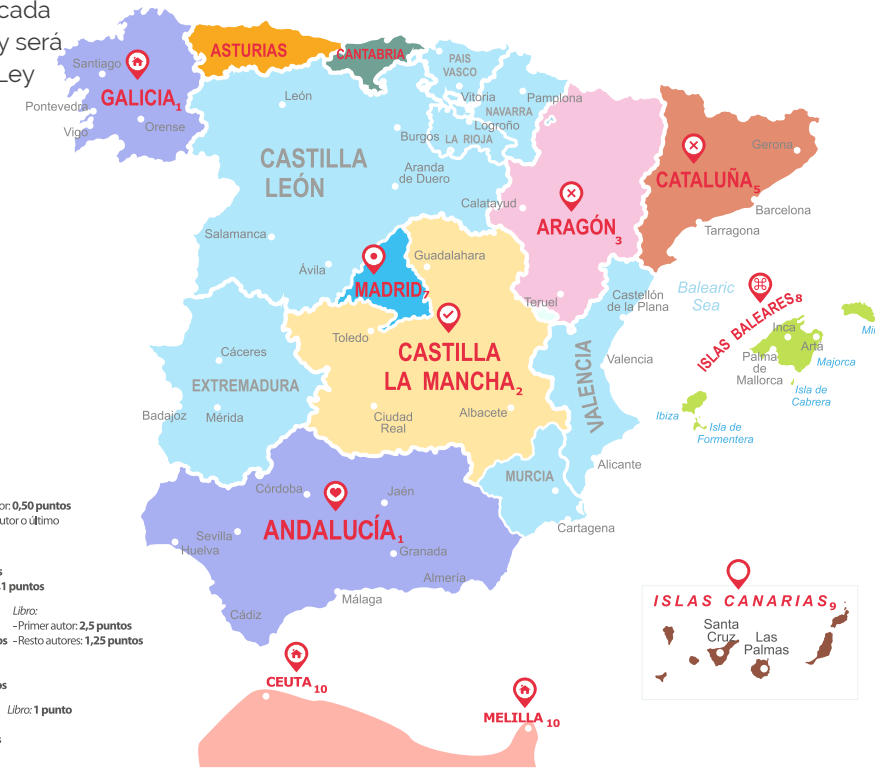 cada
y será
Ley
ASTURIAS
CANTABRIA
PAIS
VASCO
Santiago
GALICIA1
Pontevedra
Vigo
Orense
León
Vitoria
Pamplona
NAVARRA
Logroño
LA RIOJA
Burgos
CASTILLA
LEÓN
Aranda
de Duero
Calatayud
ARAGÓN3
CATALUÑA5
Gerona
Barcelona
Tarragona
Salamanca
Ávila
Guadalahara
MADRID7
Teruel
Castellón
de la Plana
Balearic
Sea
ISLAS BALEARES8
Inca
Artà
Palma
de
Mallorca
Majorca
Isla de
Cabrera
Ibiza
Isla de
Formentera
Toledo
CASTILLA
LA MANCHA2
Cáceres
EXTREMADURA
Badajoz
Mérida
Ciudad
Real
Albacete
VALENCIA
Valencia
Alicante
MURCIA
Cartagena
Córdoba
Jaén
ANDALUCÍA1
Sevilla
Huelva
Granada
Almería
Málaga
Cádiz
or: 0,50 puntos
utor o último
s
1 puntos
Libro:
-Primer autor: 2,5 puntos
os -Resto autores: 1,25 puntos
os
Libro: 1 punto
s
CEUTA 10
MELILLA 10
ISLAS CANARIAS9
Santa
Cruz
Las
Palmas